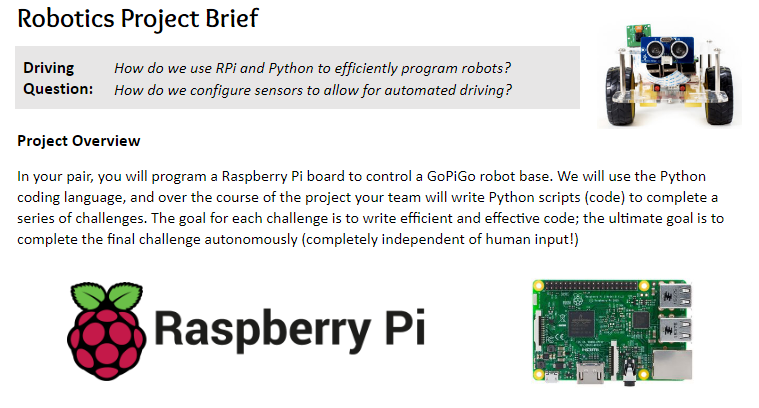 Robotics Project Brief
Driving Question:
How do we use RPi and Python to efficiently program robots?
How do we configure sensors to allow for automated driving?
Project Overview
In your pair, you will program a Raspberry Pi board to control a GoPiGo robot base. We will use the Python
coding language, and over the course of the project your team will write Python scripts (code) to complete a
series of challenges. The goal for each challenge is to write efficient and effective code; the ultimate goal is to
complete the final challenge autonomously (completely independent of human input!)
Raspberry Pi
HDMI